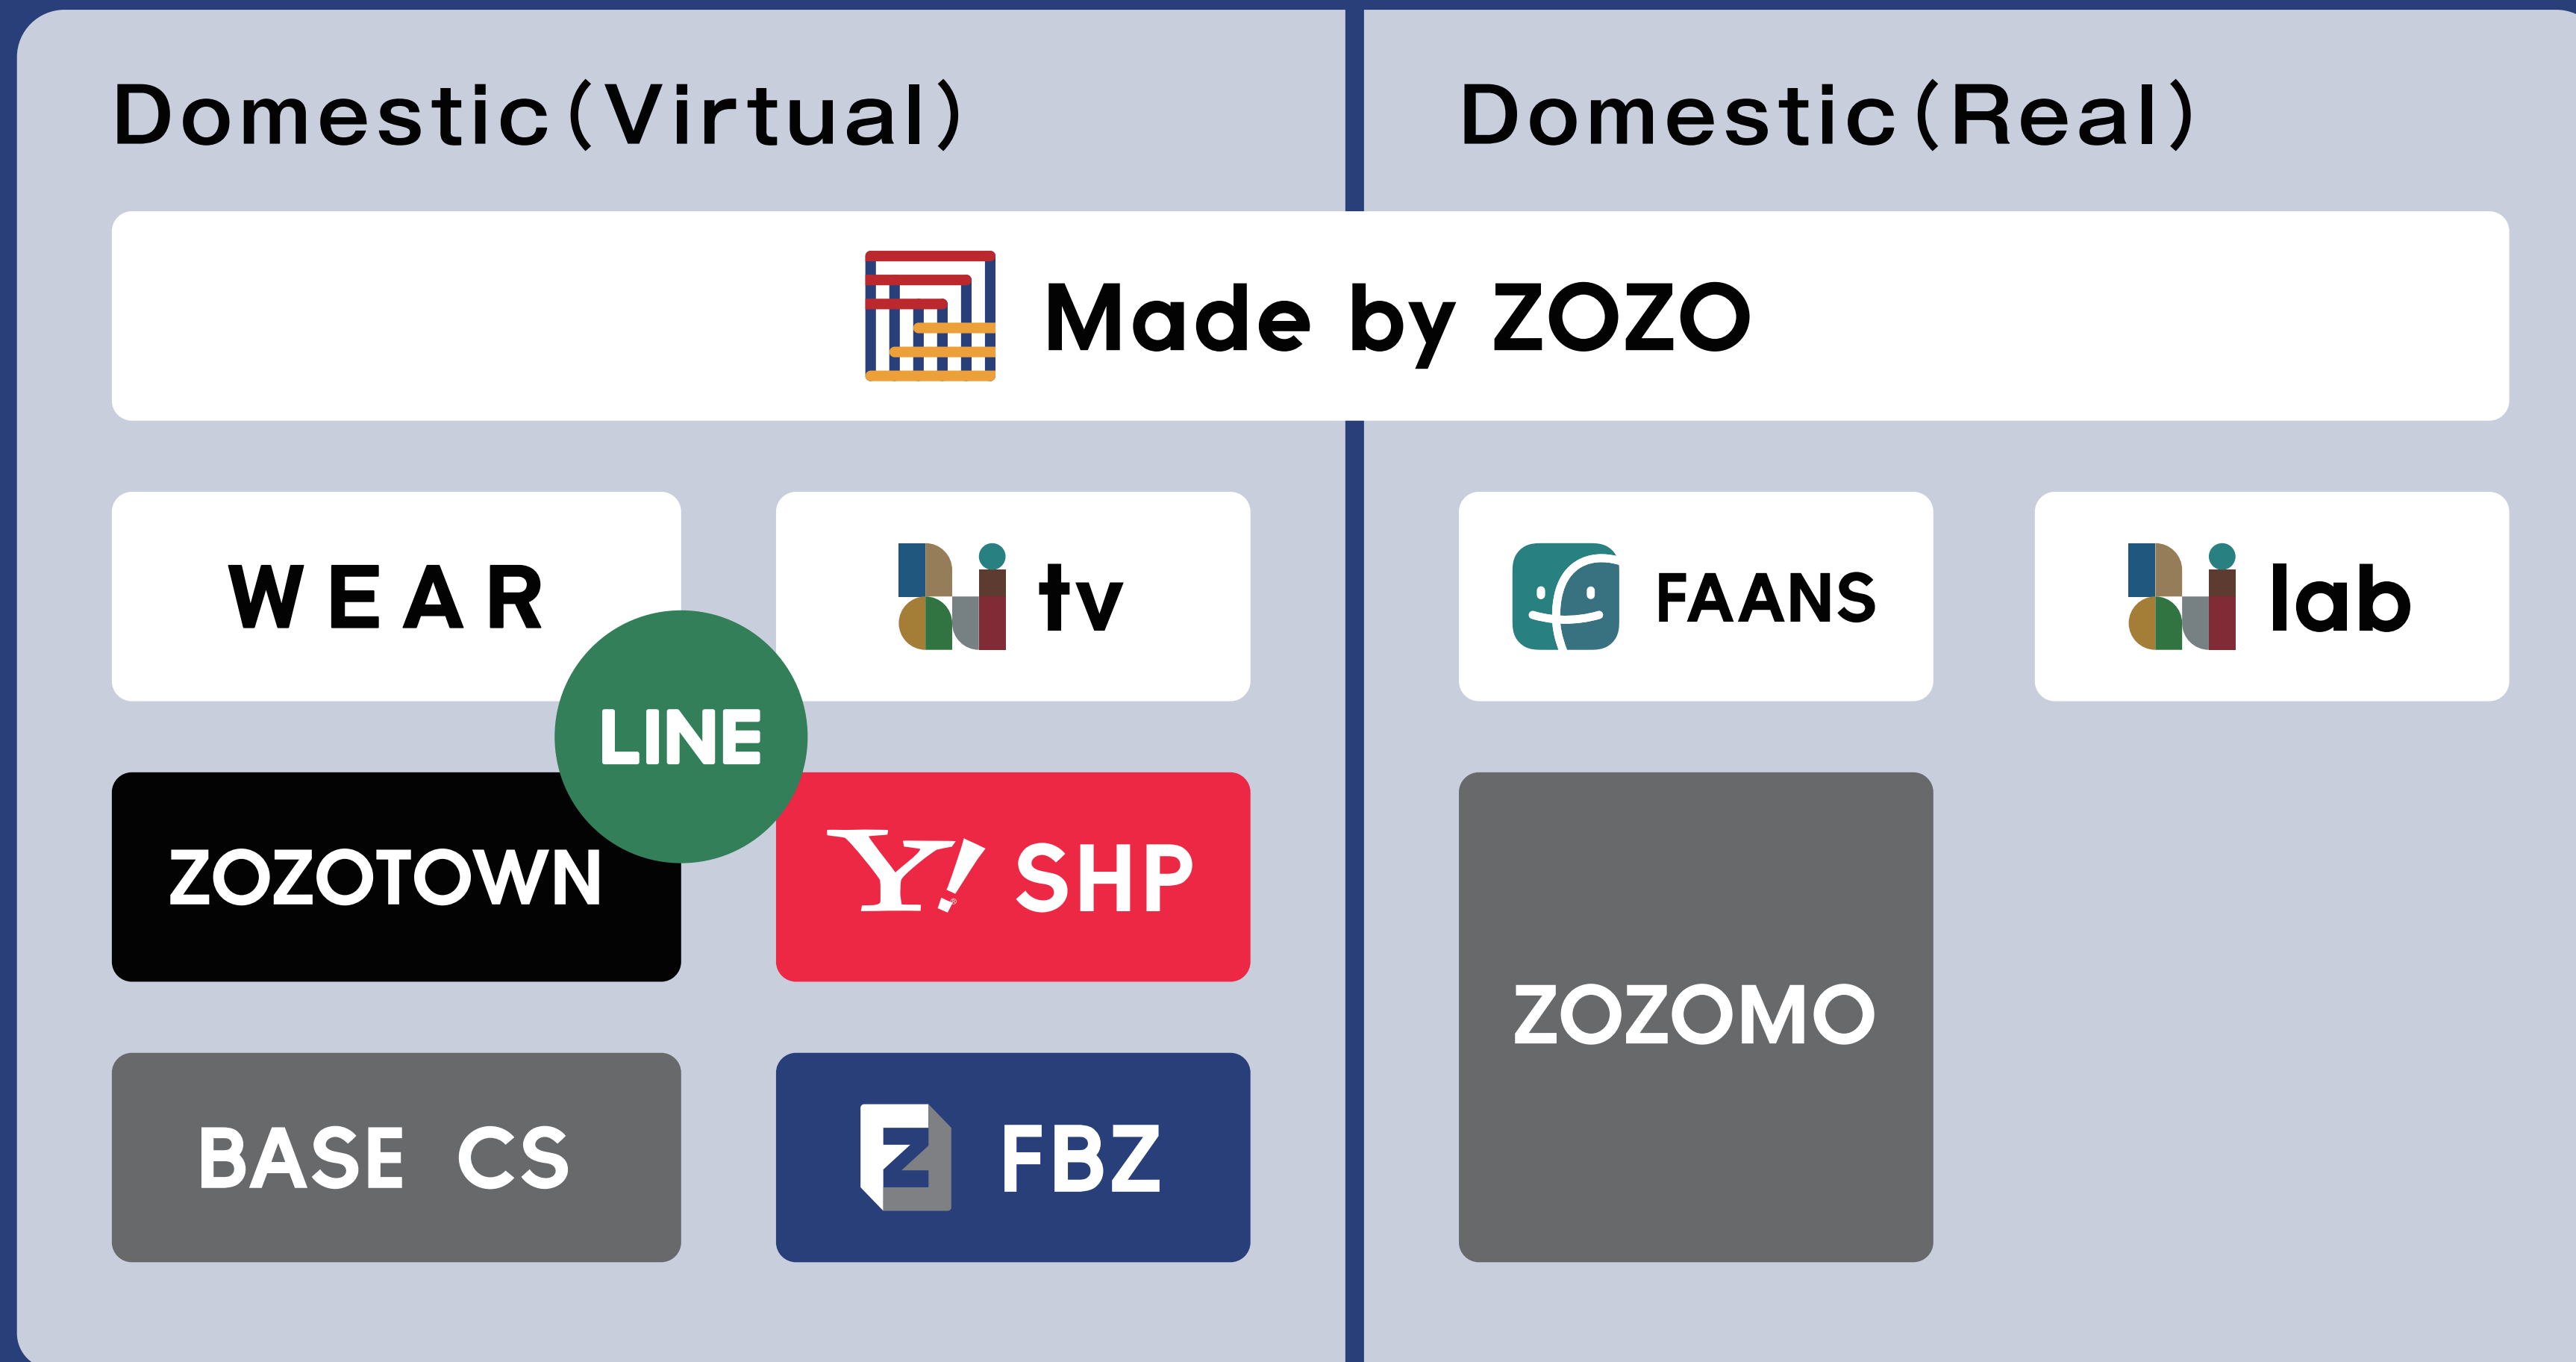 Domestic(Virtual)
Domestic(Real)
Made by ZOZO
WEAR
tv
FAANS
lab
LINE
ZOZOTOWN
Y! SHP
ZOZOMO
BASE CS
FBZ